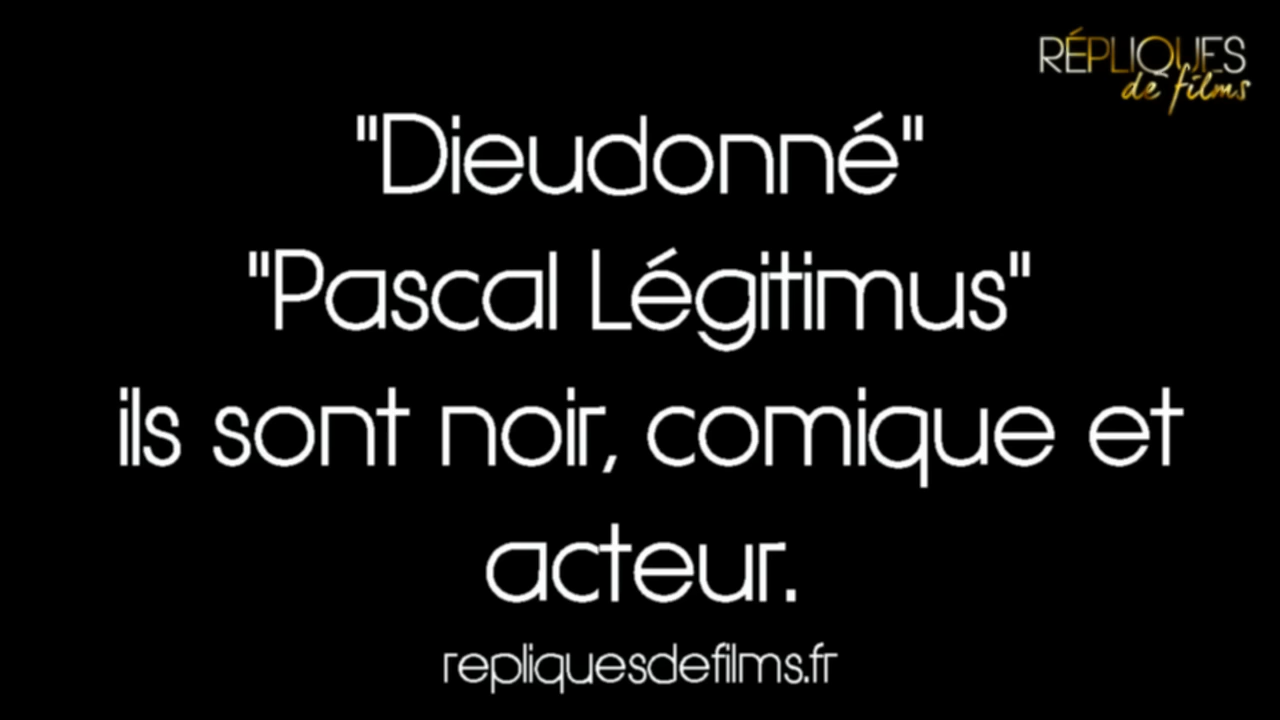 RÉPLIQUES
de films
"Dieudonné"
"Pascal Légitimus"
ils sont noir, comique et
acteur.
repliquesdefilms.fr